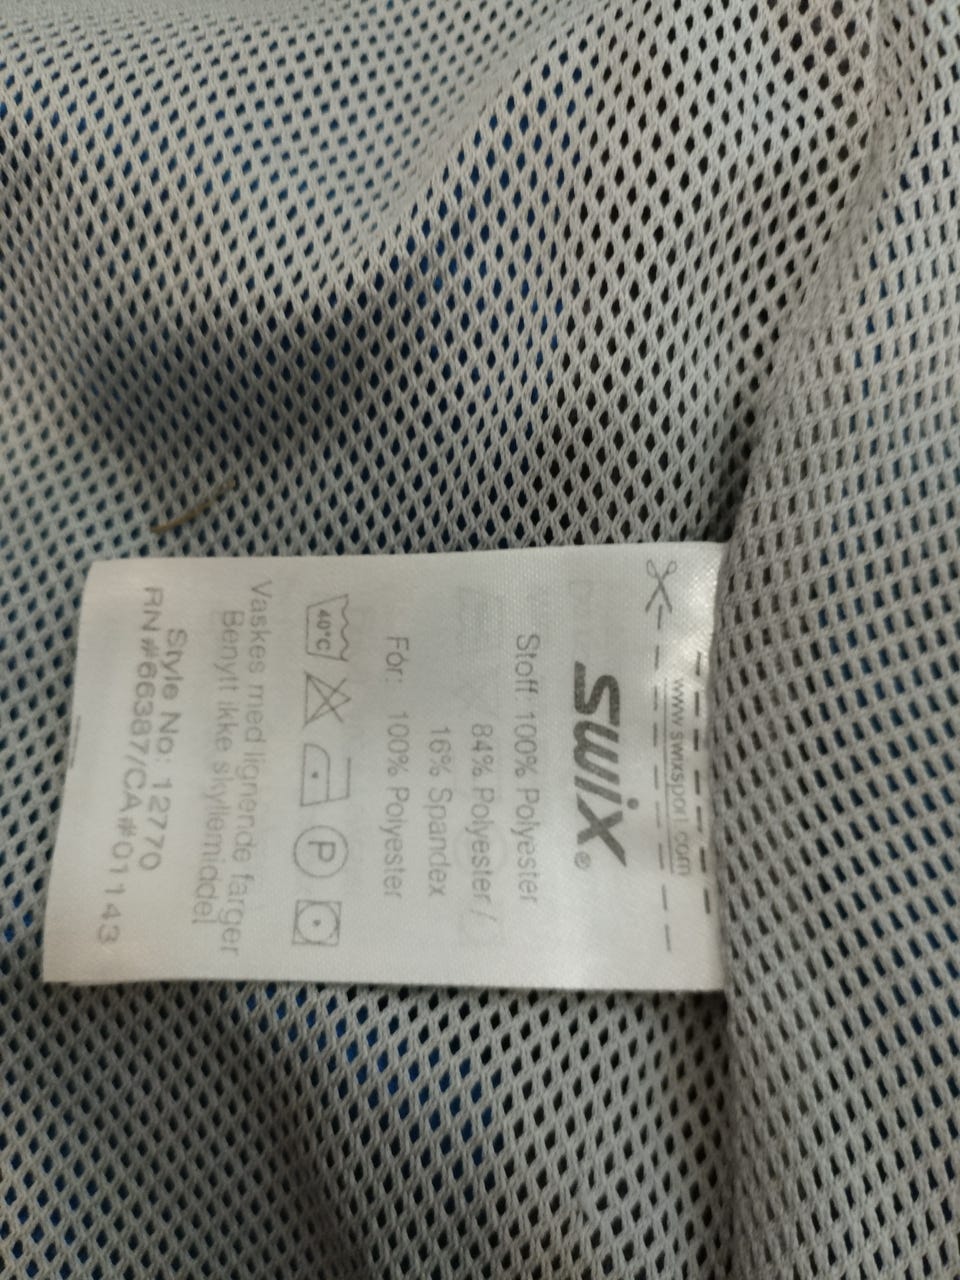 www.swixsport.com
swix®
Stoff: 100% Polyester
84% Polyester/
16% Spandex
Fór: 100% Polyester
40°C
P
Vaskes med lignende farger
Benytt ikke skyllemiddel
Style No: 12770
RN#66387/CA#01143